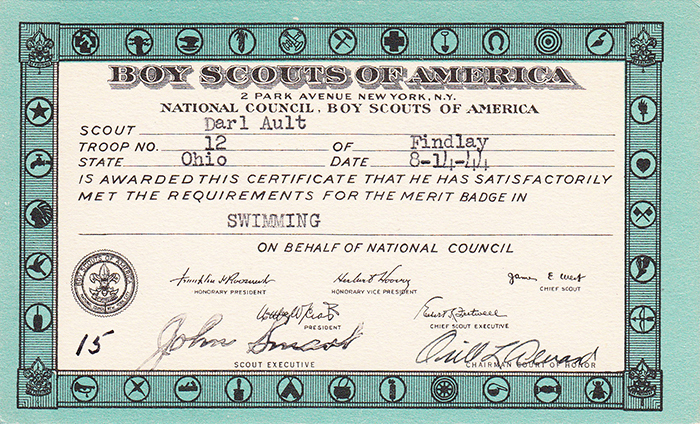 BOY SCOUTS OF AMERICA
2 PARK AVENUE NEW YORK, N.Y.
NATIONAL COUNCIL, BOY SCOUTS OF AMERICA
SCOUT Darl Ault
TROOP NO. 12 OF Findlay
STATE Ohio DATE 8-14-44
IS AWARDED THIS CERTIFICATE THAT HE HAS SATISFACTORILY
MET THE REQUIREMENTS FOR THE MERIT BADGE IN
SWIMMING
ON BEHALF OF NATIONAL COUNCIL
BOY SCOUTS OF AMERICA
Franklin D Roosevelt Herbert Hoover James E. West
HONORARY PRESIDENT HONORARY VICE PRESIDENT CHIEF SCOUT
PRESIDENT CHIEF SCOUT EXECUTIVE
15 John
SCOUT EXECUTIVE CHAIRMAN COURT OF HONOR